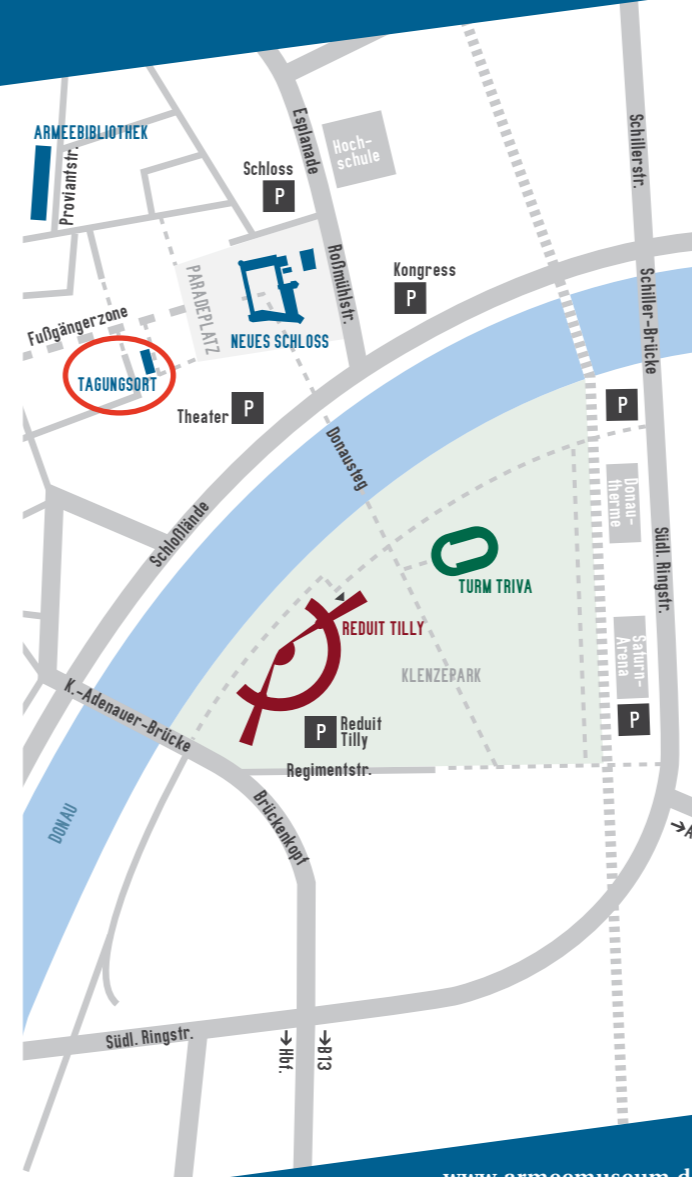 ARMEEBIBLIOTHEK
Proviantstr.
Esplanade
Hoch-
schule
Schillerstr.
Schloss
P
PARADEPLATZ
Roßmühlstr.
Kongress
P
Schiller-Brücke
Fußgängerzone
NEUES SCHLOSS
TAGUNGSORT
Theater P
P
Donausteg
Donau-
therme
Schloßlände
Südl. Ringstr.
TURM TRIVA
REDUIT TILLY
Saturn-
Arena
KLENZEPARK
K.-Adenauer-Brücke
P
P Reduit
Tilly
Regimentstr.
DONAU
Brückenkopf
→A
Südl. Ringstr.
→Hbf.
→B13